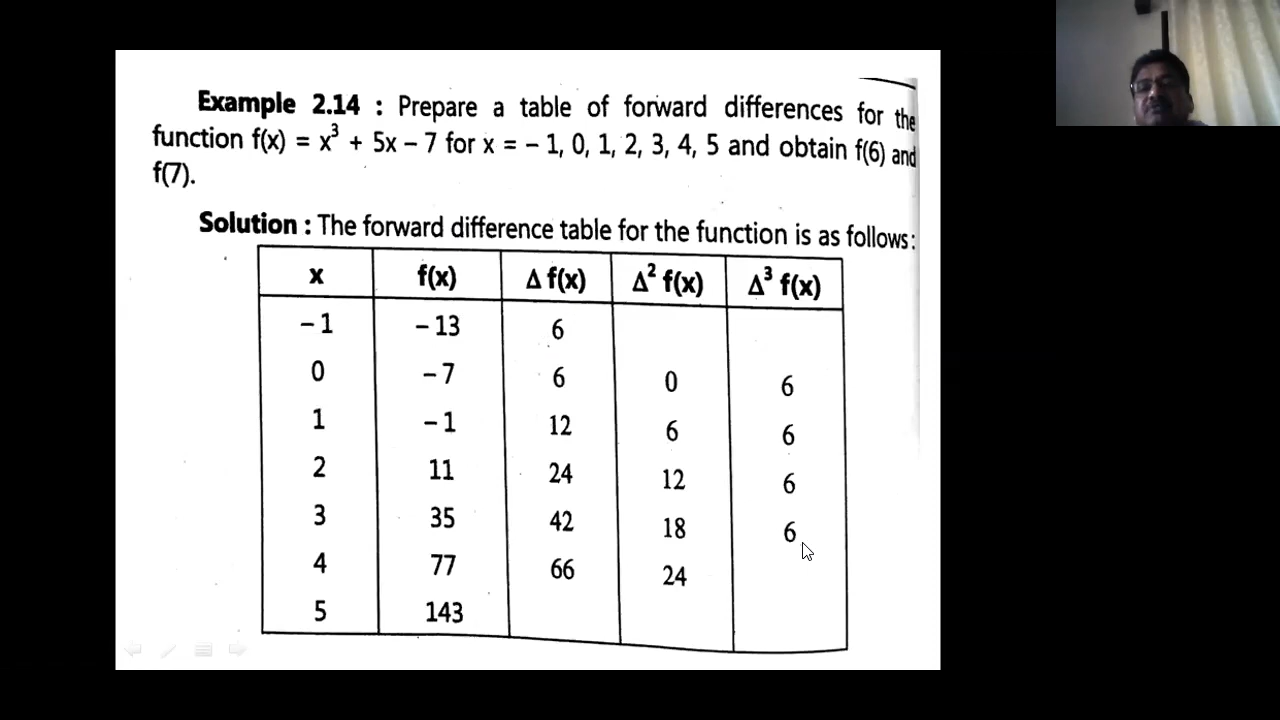 Example 2.14 : Prepare a table of forward differences for the
function f(x) = x³ + 5x – 7 for x = – 1, 0, 1, 2, 3, 4, 5 and obtain f(6) and
f(7).
Solution : The forward difference table for the function is as follows:
x f(x) Δ f(x) Δ² f(x) Δ³ f(x)
– 1 – 13 6
0 – 7 6 0 6
1 – 1 12 6 6
2 11 24 12 6
3 35 42 18 6
4 77 66 24
5 143